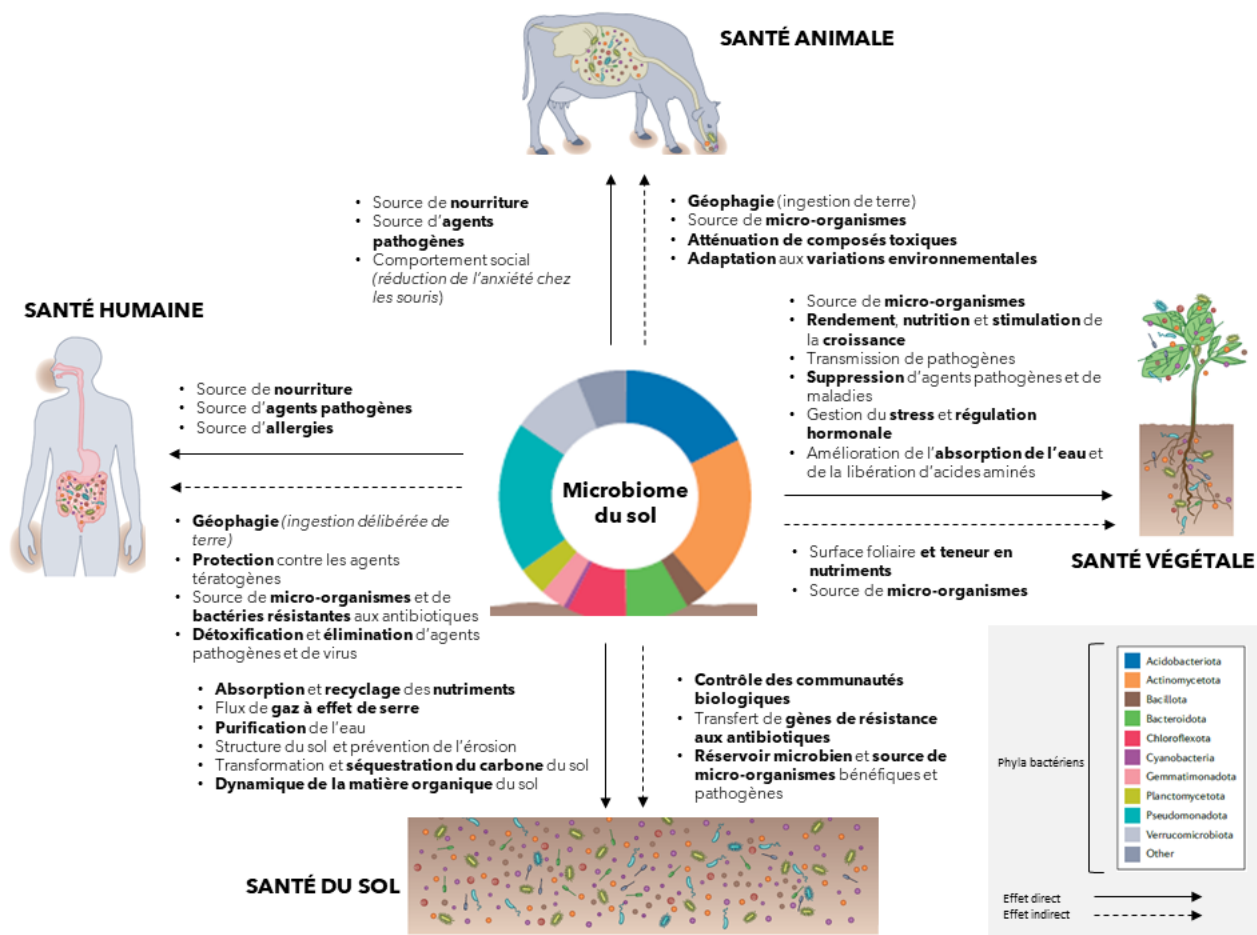 SANTÉ ANIMALE
• Source de nourriture
• Source d'agents
pathogènes
• Comportement social
(réduction de l'anxiété chez
les souris)
• Géophagie (ingestion de terre)
• Source de micro-organismes
• Atténuation de composés toxiques
• Adaptation aux variations environnementales
SANTÉ HUMAINE
• Source de nourriture
• Source d'agents pathogènes
• Source d'allergies
• Géophagie (ingestion délibérée de
terre)
• Protection contre les agents
tératogènes
• Source de micro-organismes et de
bactéries résistantes aux antibiotiques
• Détoxification et élimination d'agents
pathogènes et de virus
Microbiome
du sol
• Source de micro-organismes
• Rendement, nutrition et stimulation de
la croissance
• Transmission de pathogènes
• Suppression d'agents pathogènes et de
maladies
• Gestion du stress et régulation
hormonale
• Amélioration de l'absorption de l'eau et
de la libération d'acides aminés
• Surface foliaire et teneur en
nutriments
• Source de micro-organismes
SANTÉ VÉGÉTALE
• Absorption et recyclage des nutriments
• Flux de gaz à effet de serre
• Purification de l'eau
• Structure du sol et prévention de l'érosion
• Transformation et séquestration du carbone du sol
• Dynamique de la matière organique du sol
• Contrôle des communautés
biologiques
• Transfert de gènes de résistance
aux antibiotiques
• Réservoir microbien et source de
micro-organismes bénéfiques et
pathogènes
SANTÉ DU SOL
Phyla bactériens
Acidobacteriota
Actinomycetota
Bacillota
Bacteroidota
Chloroflexota
Cyanobacteria
Gemmatimonadota
Planctomycetota
Pseudomonadota
Verrucomicrobiota
Other
Effet direct
Effet indirect